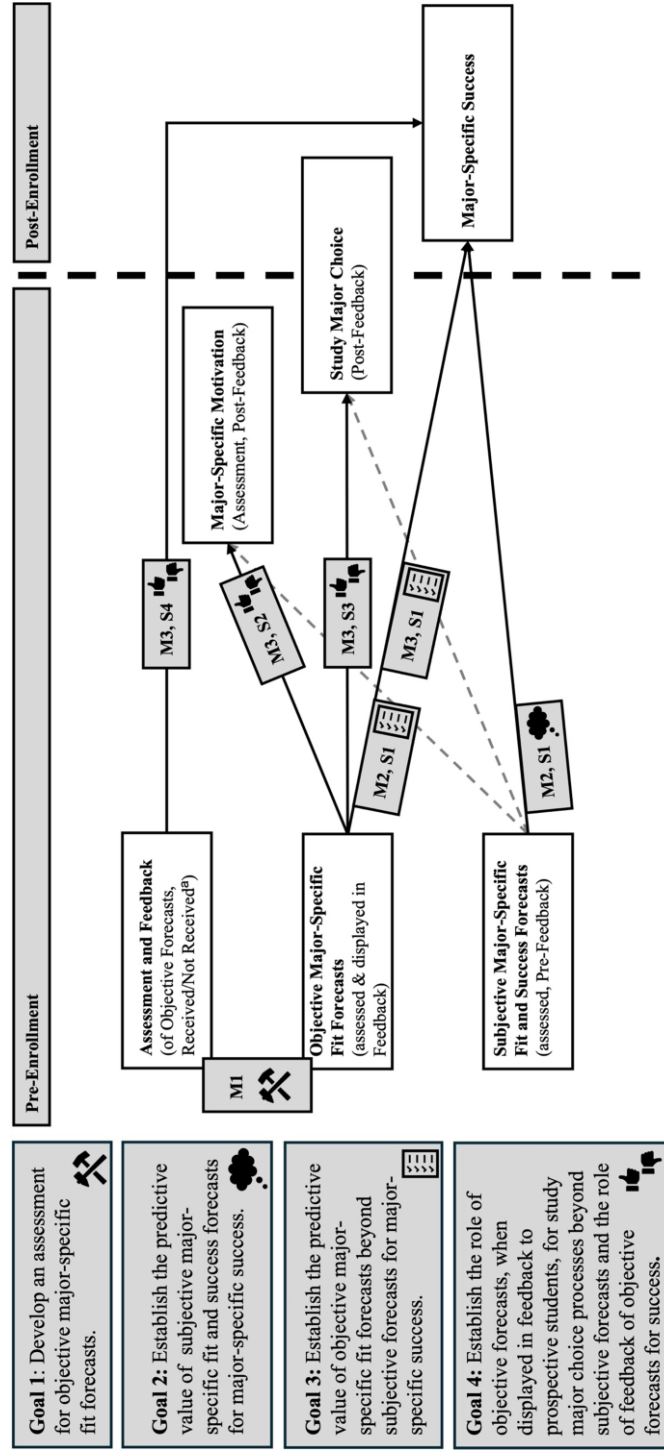 Pre-Enrollment
Post-Enrollment
Goal 1: Develop an assessment
for objective major-specific
fit forecasts.
Goal 2: Establish the predictive
value of subjective major-
specific fit and success forecasts
for major-specific success.
Goal 3: Establish the predictive
value of objective major-
specific fit forecasts beyond
subjective forecasts for major-
specific success.
Goal 4: Establish the role of
objective forecasts, when
displayed in feedback to
prospective students, for study
major choice processes beyond
subjective forecasts and the role
of feedback of objective
forecasts for success.
M1
Assessment and Feedback
(of Objective Forecasts,
Received/Not Receivedᵃ)
Objective Major-Specific
Fit Forecasts
(assessed & displayed in
Feedback)
Subjective Major-Specific
Fit and Success Forecasts
(assessed, Pre-Feedback)
M3, S4
M3, S2
M3, S3
M2, S1
M3, S1
M2, S1
Major-Specific Motivation
(Assessment, Post-Feedback)
Study Major Choice
(Post-Feedback)
Major-Specific Success